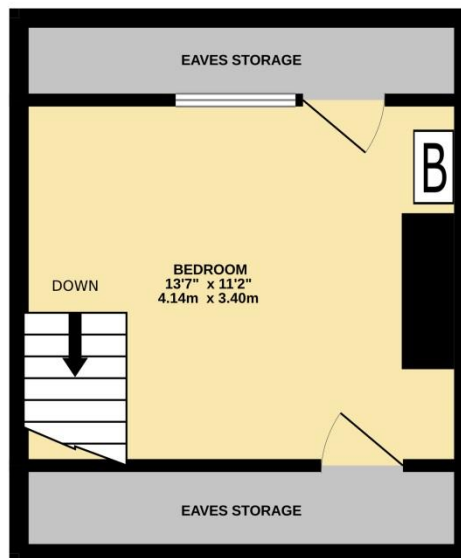 EAVES STORAGE
B
BEDROOM
13'7" x 11'2"
4.14m x 3.40m
DOWN
EAVES STORAGE